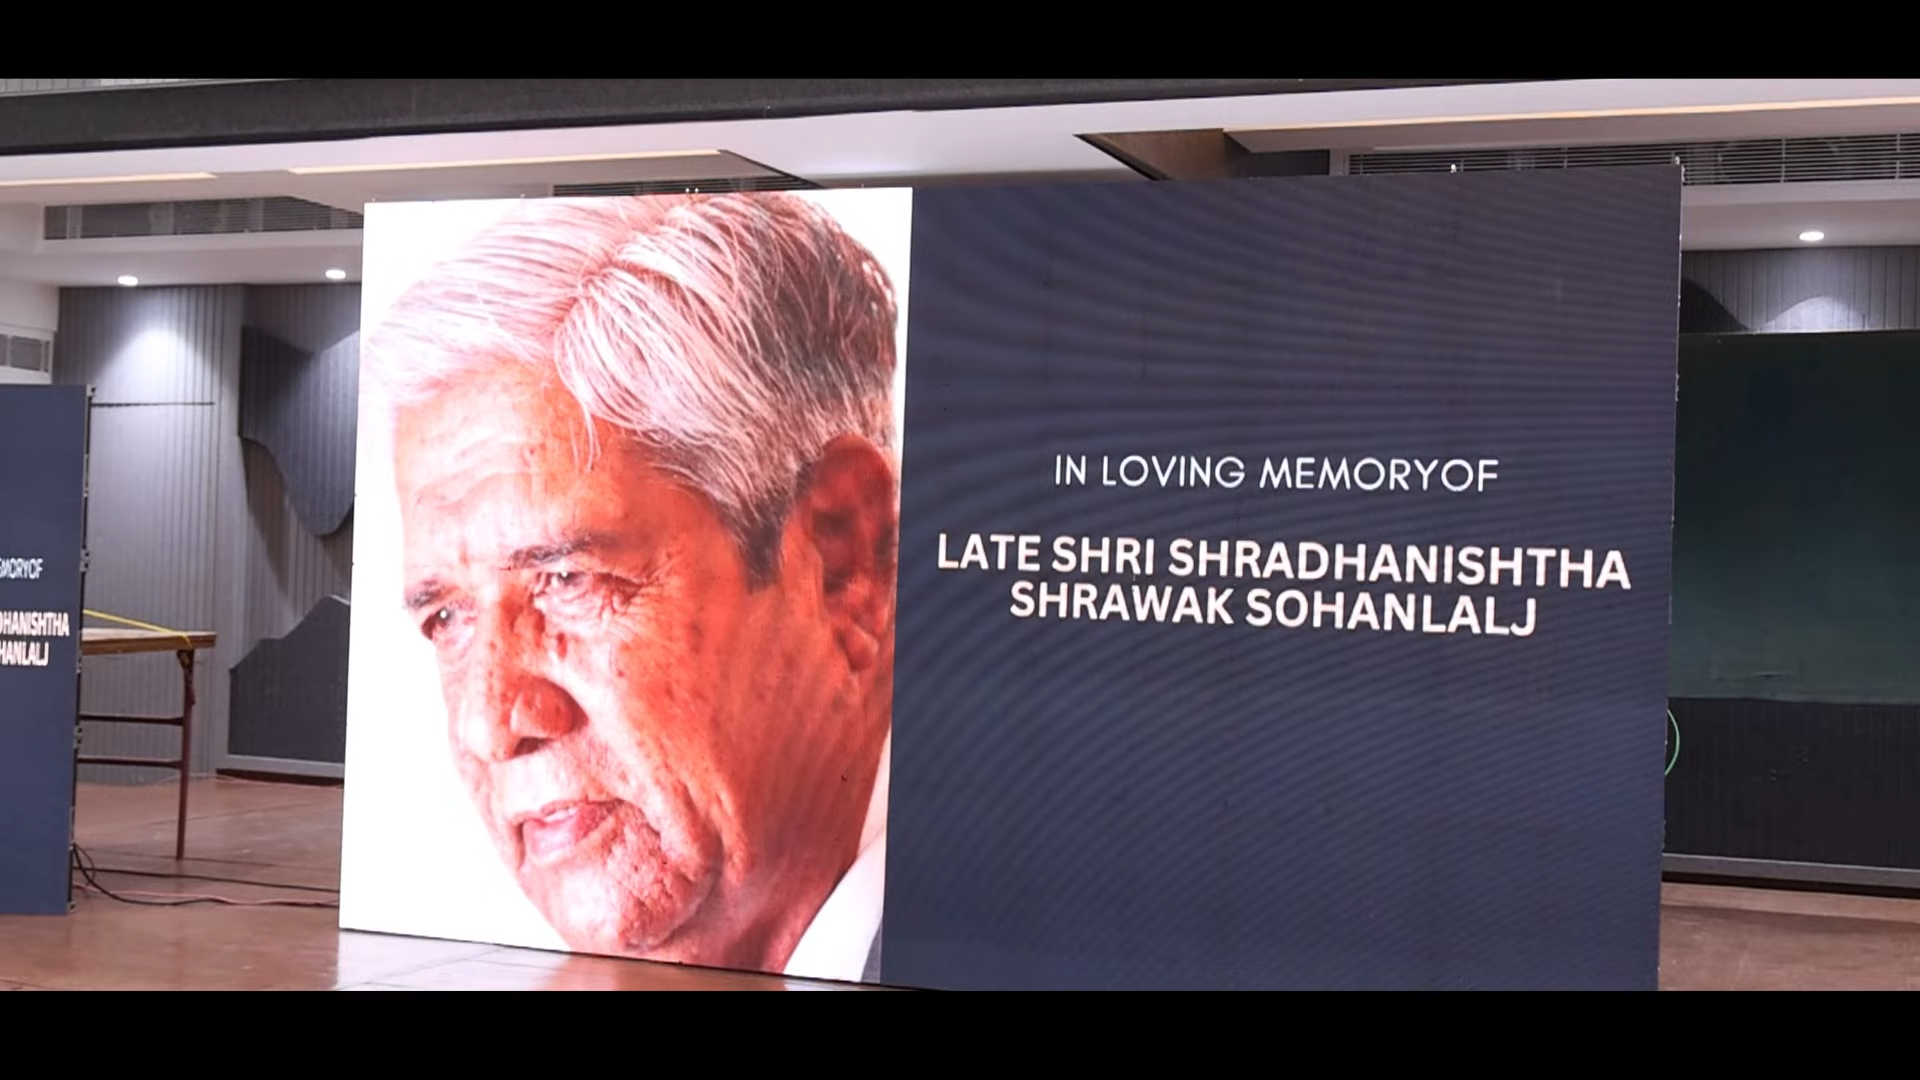 IN LOVING MEMORYOF
LATE SHRI SHRADHANISHTHA
SHRAWAK SOHANLALJ
MORYOF
DHANISHTHA
HANLALJ